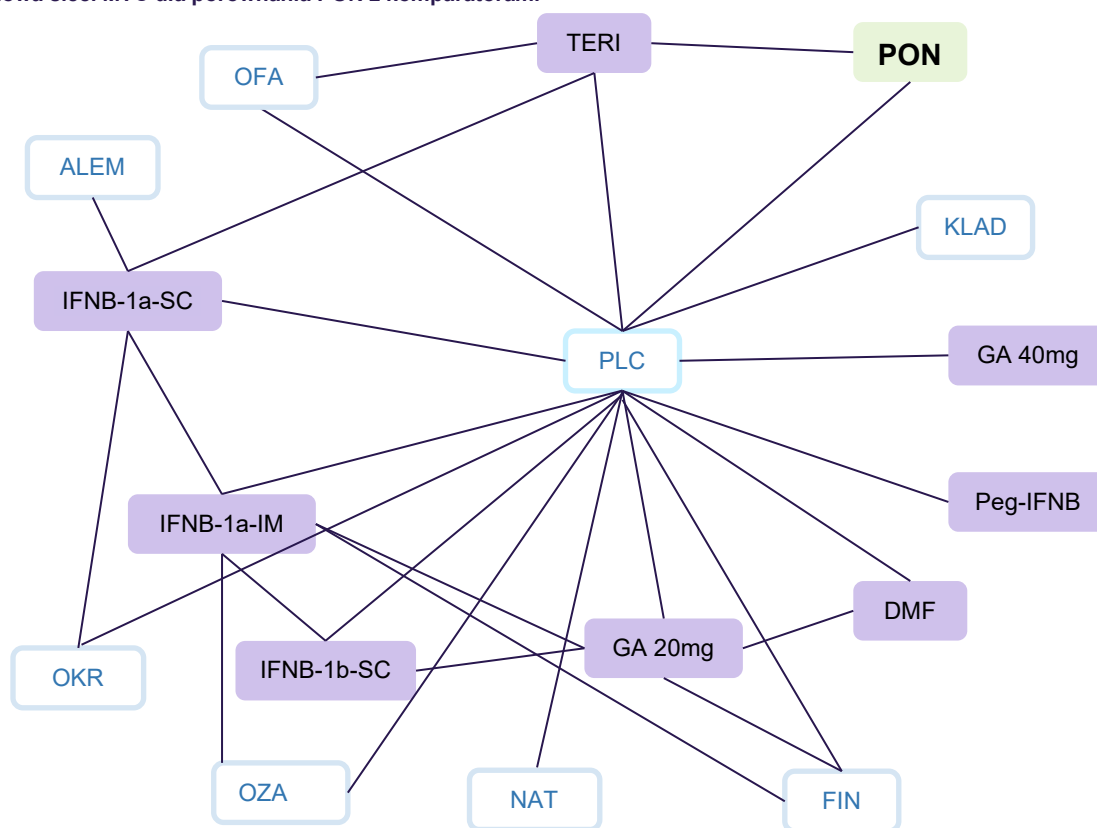 TERI
PON
OFA
ALEM
KLAD
IFNB-1a-SC
PLC
GA 40mg
Peg-IFNB
IFNB-1a-IM
DMF
GA 20mg
IFNB-1b-SC
OKR
OZA
NAT
FIN